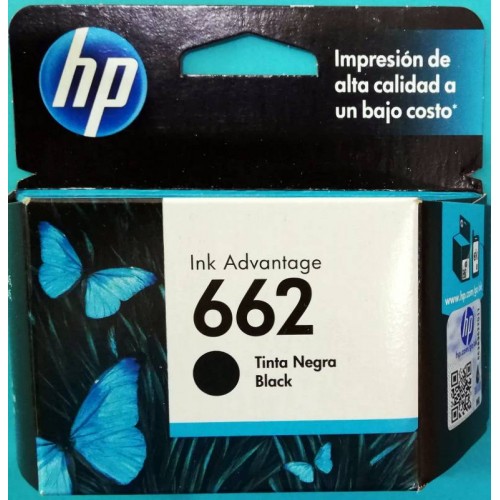 hp
Impresión de
alta calidad a
un bajo costo*
Ink Advantage
662
Tinta Negra
Black